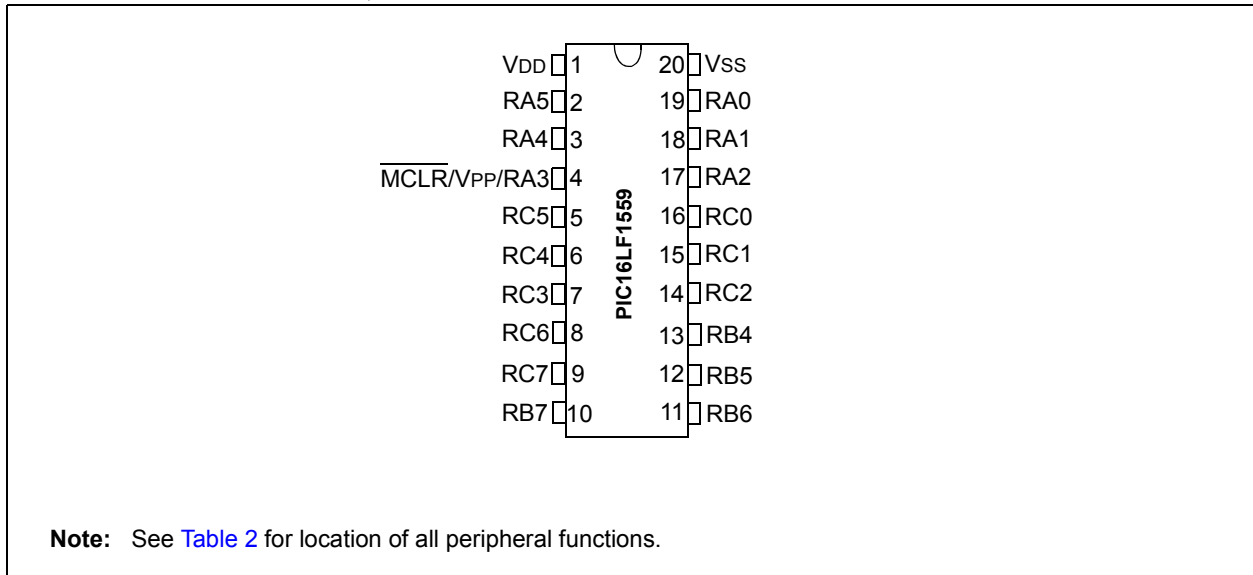 VDD 1 20 VSS
RA5 2 19 RA0
RA4 3 18 RA1
MCLR/VPP/RA3 4 17 RA2
RC5 5 16 RC0
RC4 6 15 RC1
RC3 7 14 RC2
RC6 8 13 RB4
RC7 9 12 RB5
RB7 10 11 RB6
PIC16LF1559
Note: See Table 2 for location of all peripheral functions.